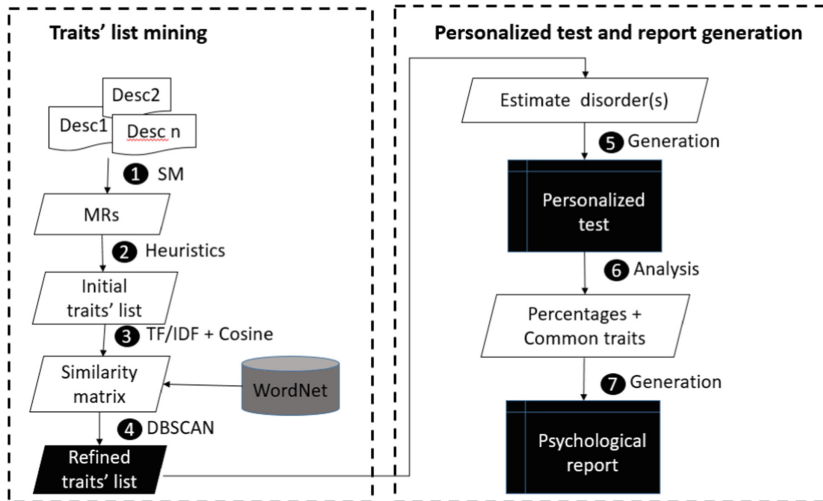 Traits' list mining
Desc2
Desc1
Desc n
1 SM
MRs
2 Heuristics
Initial
traits' list
3 TF/IDF + Cosine
Similarity
matrix
WordNet
4 DBSCAN
Refined
traits' list
Personalized test and report generation
Estimate disorder(s)
5 Generation
Personalized
test
6 Analysis
Percentages +
Common traits
7 Generation
Psychological
report